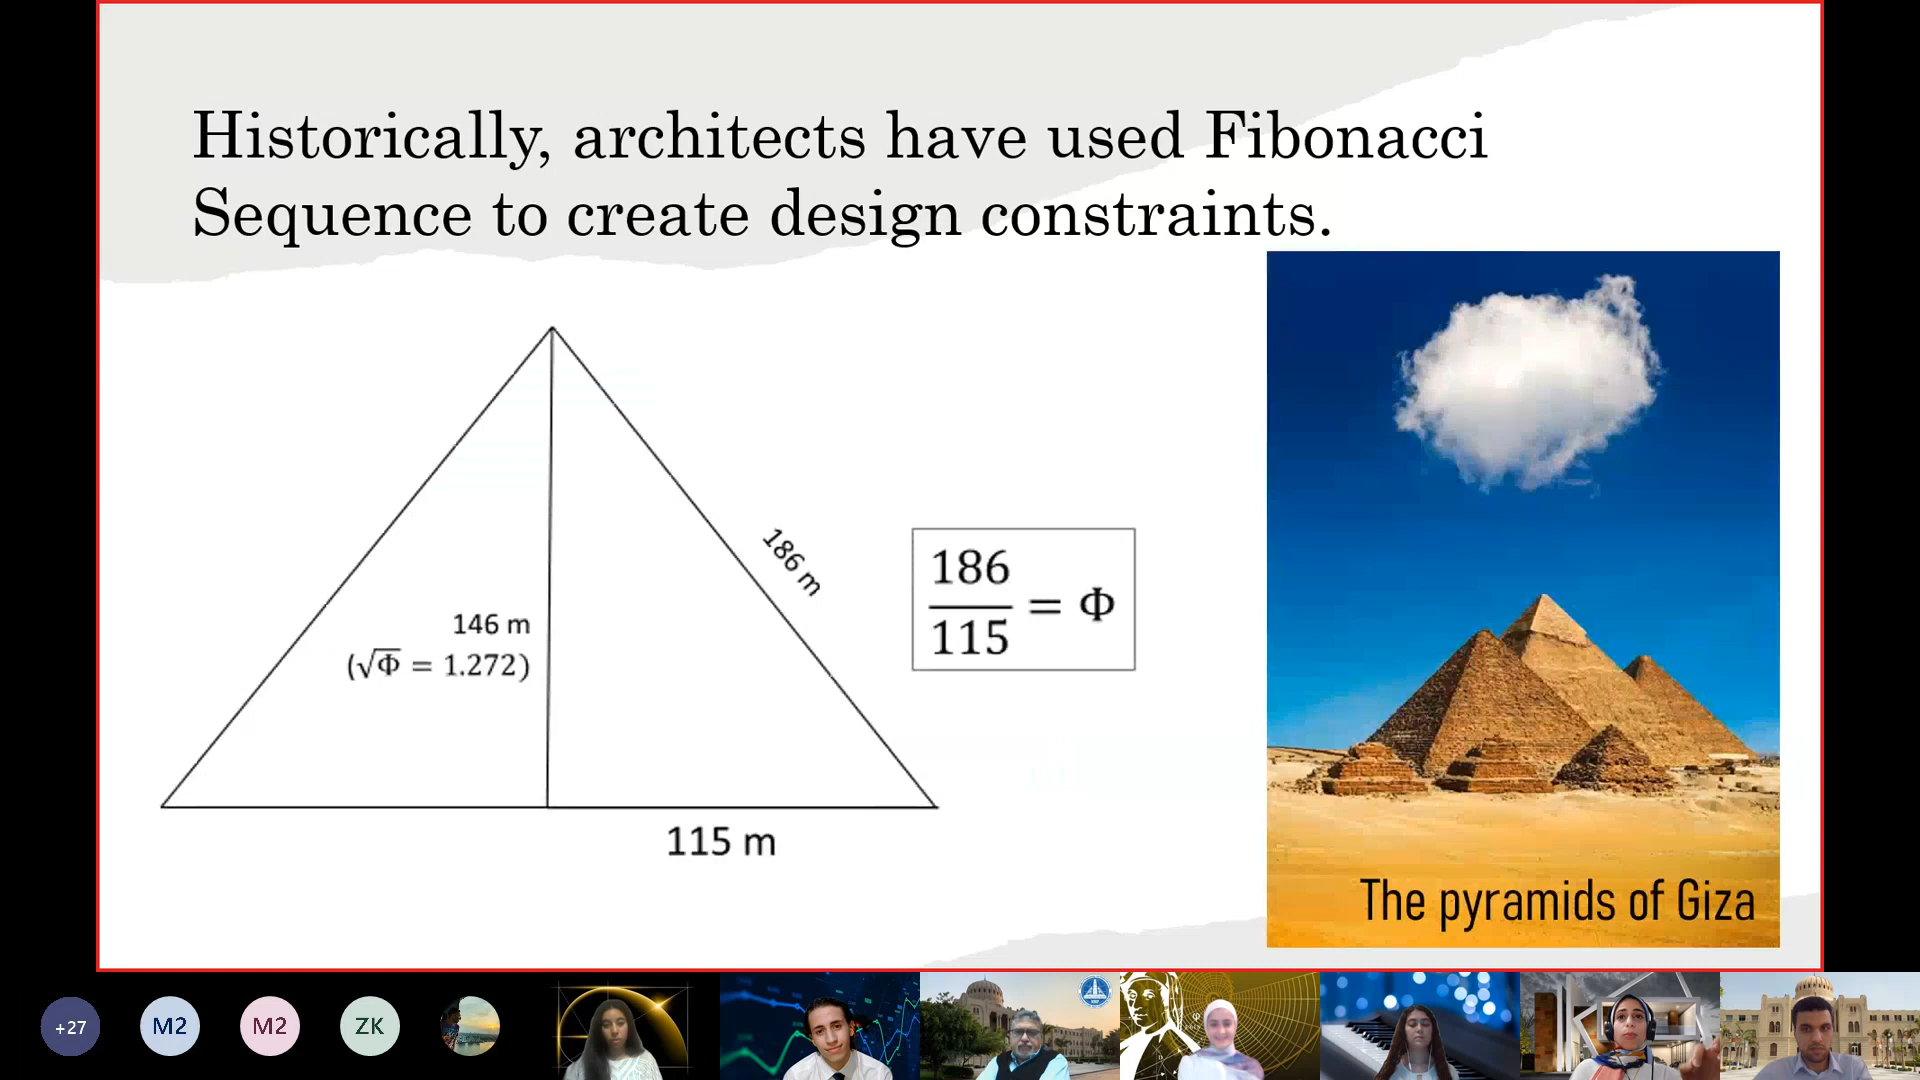 Historically, architects have used Fibonacci
Sequence to create design constraints.
186 m
146 m
(√Φ = 1.272)
186
115
= Φ
115 m
The pyramids of Giza
+27
M2
M2
ZK